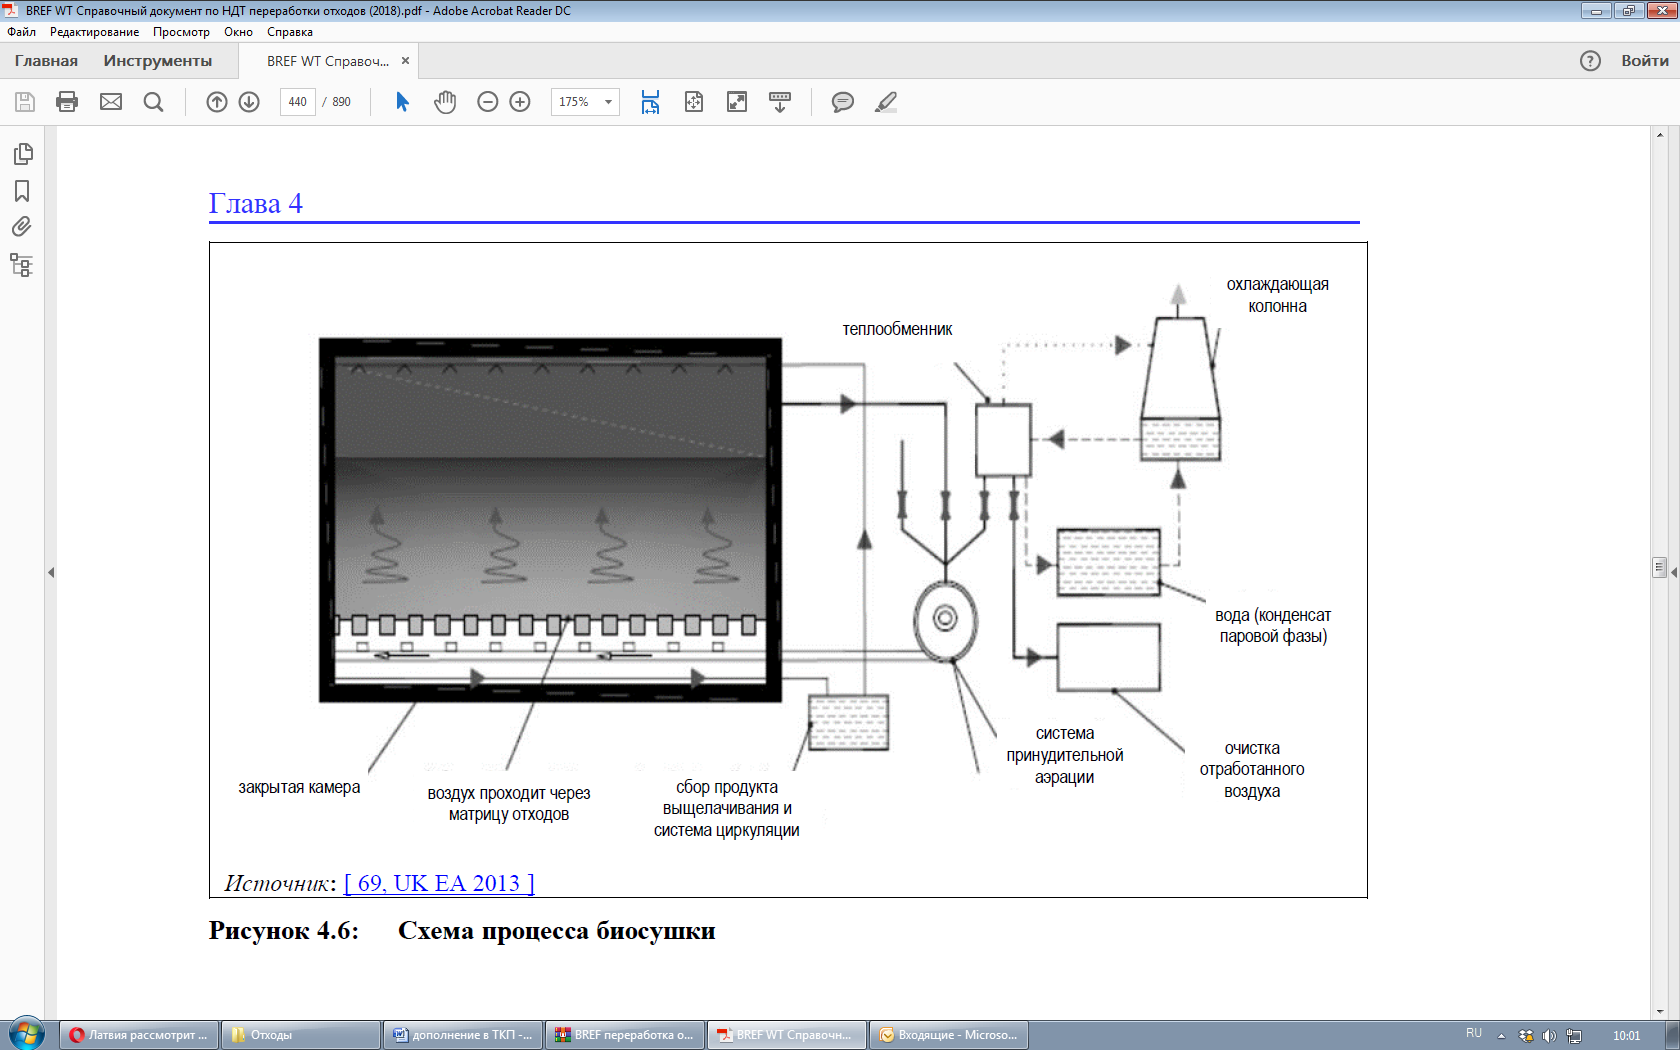 BREF WT Справочный документ по НДТ переработки отходов (2018).pdf - Adobe Acrobat Reader DC
Файл Редактирование Просмотр Окно Справка
Главная Инструменты BREF WT Справоч... × Войти
440 / 890 175%
Глава 4
охлаждающая
колонна
теплообменник
вода (конденсат
паровой фазы)
система
принудительной
аэрации
очистка
отработанного
воздуха
закрытая камера
воздух проходит через
матрицу отходов
сбор продукта
выщелачивания и
система циркуляции
Источник: [ 69, UK EA 2013 ]
Рисунок 4.6: Схема процесса биосушки
Латвия рассмотрит ... Отходы дополнение в ТКП -... BREF переработка о... BREF WT Справочн... Входящие - Microso... RU 10:01